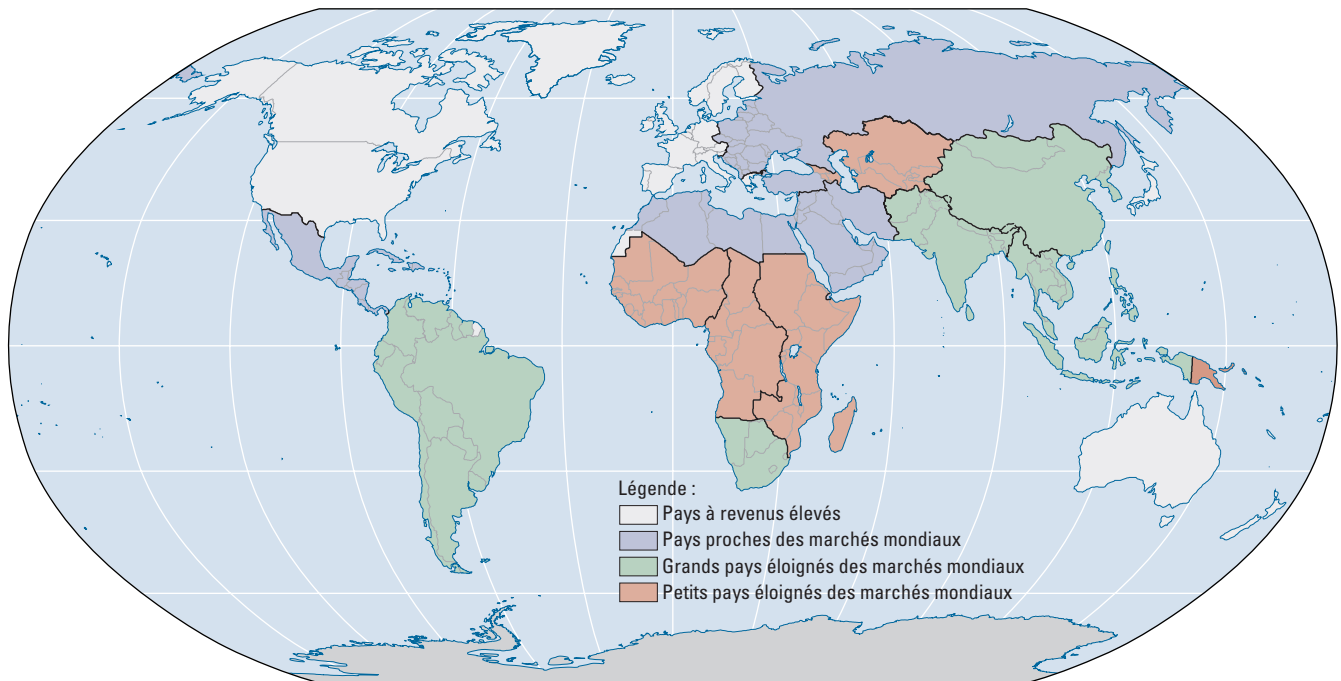 Légende :
Pays à revenus élevés
Pays proches des marchés mondiaux
Grands pays éloignés des marchés mondiaux
Petits pays éloignés des marchés mondiaux